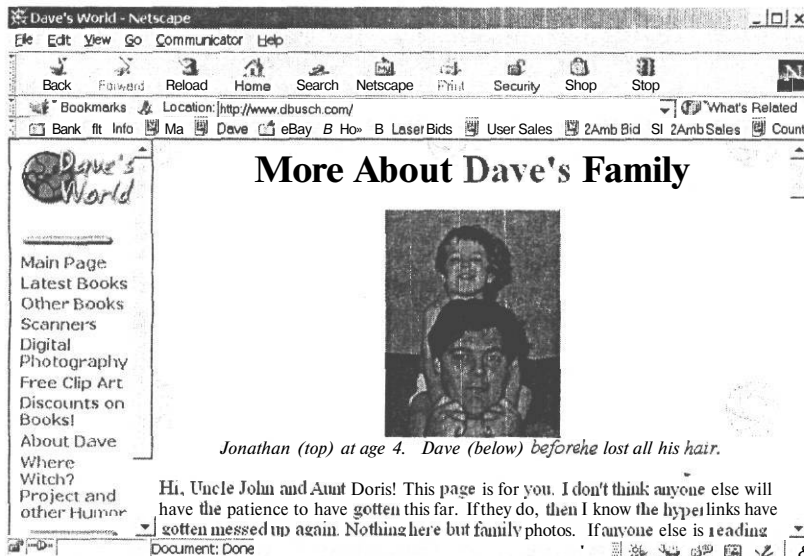 Dave's World - Netscape
File Edit View Go Communicator Help
Back Forward Reload Home Search Netscape Print Security Shop Stop
Bookmarks Location: http://www.dbusch.com/ What's Related
Bank flt Info Ma Dave eBay B Ho» B LaserBids User Sales 2Amb Bid SI 2AmbSales Count
Dave's
World
More About Dave's Family
Main Page
Latest Books
Other Books
Scanners
Digital
Photography
Free Clip Art
Discounts on
Books!
About Dave
Where
Witch?
Project and
other Humor
Jonathan (top) at age 4. Dave (below) beforehe lost all his hair.
Hi, Uncle John and Aunt Doris! This page is for you. I don't think anyone else will
have the patience to have gotten this far. If they do, then I know the hyperlinks have
gotten messed up again. Nothing here but family photos. If anyone else is reading
Document: Done